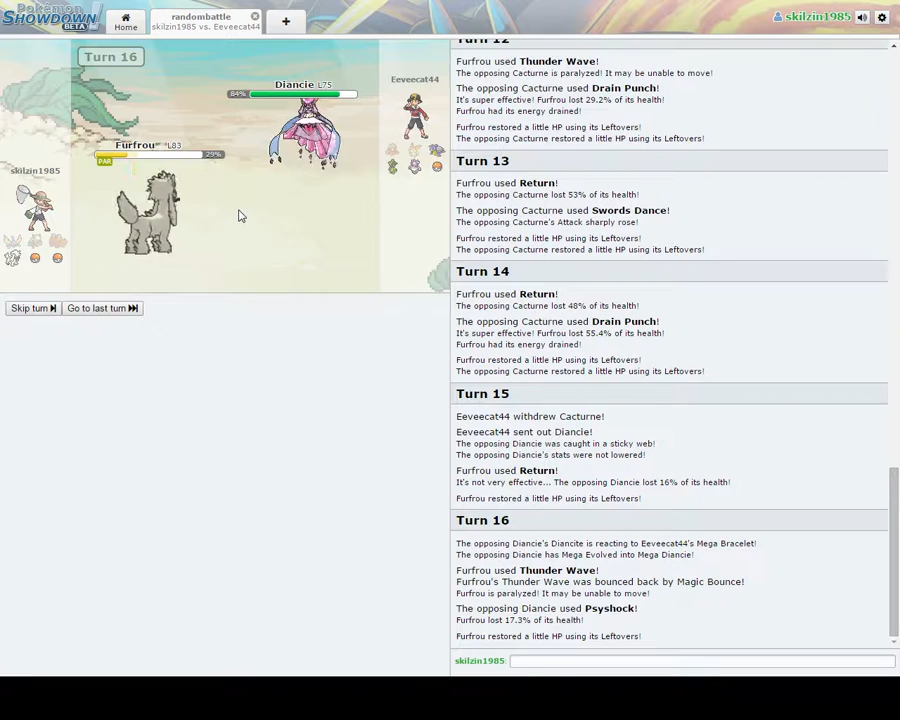 Pokémon
SHOWDOWN
BETA
Home
randombattle
skilzin1985 vs. Eeveecat44
+
skilzin1985
Turn 16
Diancie L75
84%
Eeveecat44
Furfrou L83
29%
PAR
skilzin1985
Skip turn
Go to last turn
Turn 12
Furfrou used Thunder Wave!
The opposing Cacturne is paralyzed! It may be unable to move!
The opposing Cacturne used Drain Punch!
It's super effective! Furfrou lost 29.2% of its health!
Furfrou had its energy drained!
Furfrou restored a little HP using its Leftovers!
The opposing Cacturne restored a little HP using its Leftovers!
Turn 13
Furfrou used Return!
The opposing Cacturne lost 53% of its health!
The opposing Cacturne used Swords Dance!
The opposing Cacturne's Attack sharply rose!
Furfrou restored a little HP using its Leftovers!
The opposing Cacturne restored a little HP using its Leftovers!
Turn 14
Furfrou used Return!
The opposing Cacturne lost 48% of its health!
The opposing Cacturne used Drain Punch!
It's super effective! Furfrou lost 55.4% of its health!
Furfrou had its energy drained!
Furfrou restored a little HP using its Leftovers!
The opposing Cacturne restored a little HP using its Leftovers!
Turn 15
Eeveecat44 withdrew Cacturne!
Eeveecat44 sent out Diancie!
The opposing Diancie was caught in a sticky web!
The opposing Diancie's stats were not lowered!
Furfrou used Return!
It's not very effective... The opposing Diancie lost 16% of its health!
Furfrou restored a little HP using its Leftovers!
Turn 16
The opposing Diancie's Diancite is reacting to Eeveecat44's Mega Bracelet!
The opposing Diancie has Mega Evolved into Mega Diancie!
Furfrou used Thunder Wave!
Furfrou's Thunder Wave was bounced back by Magic Bounce!
Furfrou is paralyzed! It may be unable to move!
The opposing Diancie used Psyshock!
Furfrou lost 17.3% of its health!
Furfrou restored a little HP using its Leftovers!
skilzin1985: